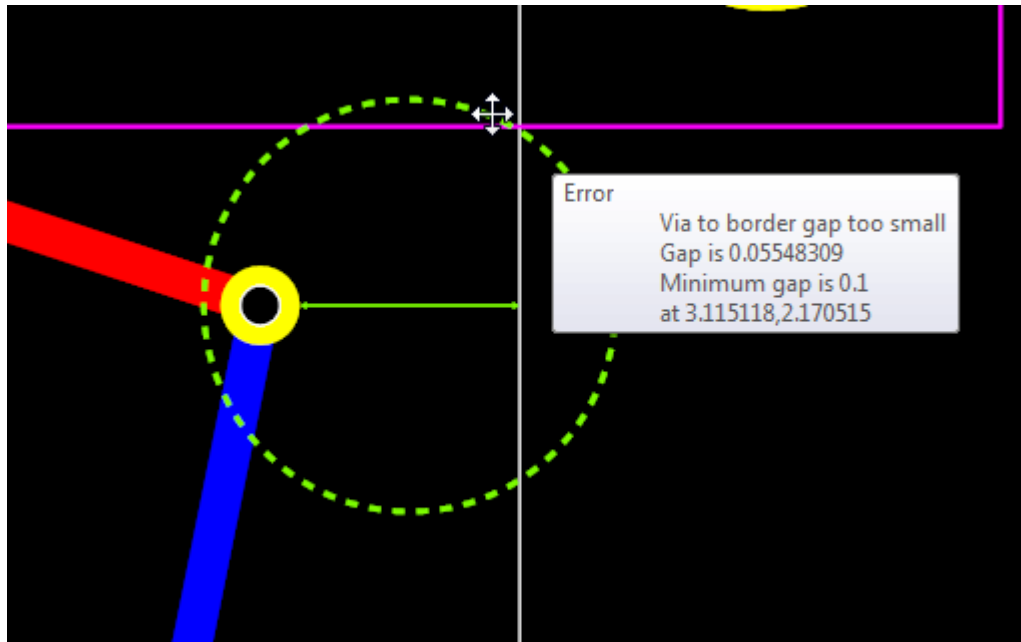 Error
Via to border gap too small
Gap is 0.05548309
Minimum gap is 0.1
at 3.115118,2.170515